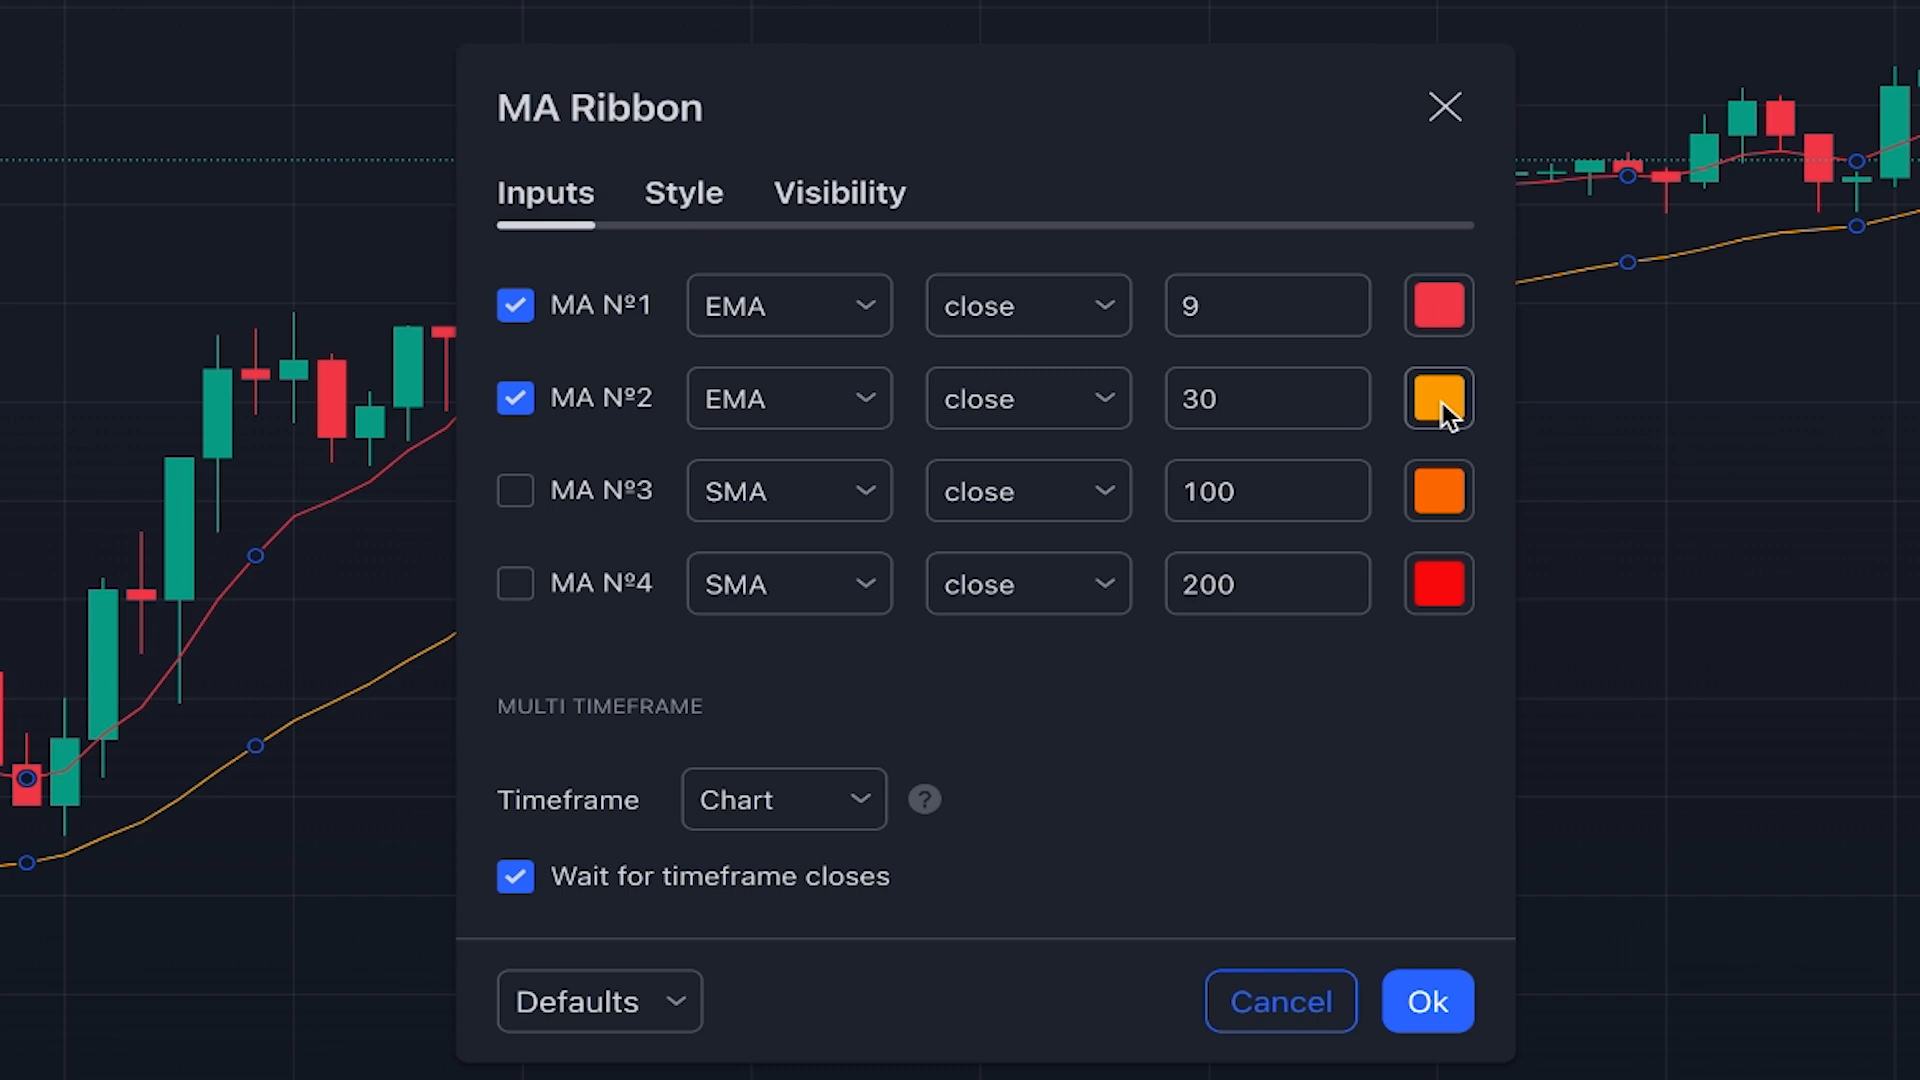 MA Ribbon
Inputs Style Visibility
MA Nº1 EMA close 9
MA Nº2 EMA close 30
MA Nº3 SMA close 100
MA Nº4 SMA close 200
MULTI TIMEFRAME
Timeframe Chart ?
Wait for timeframe closes
Defaults Cancel Ok